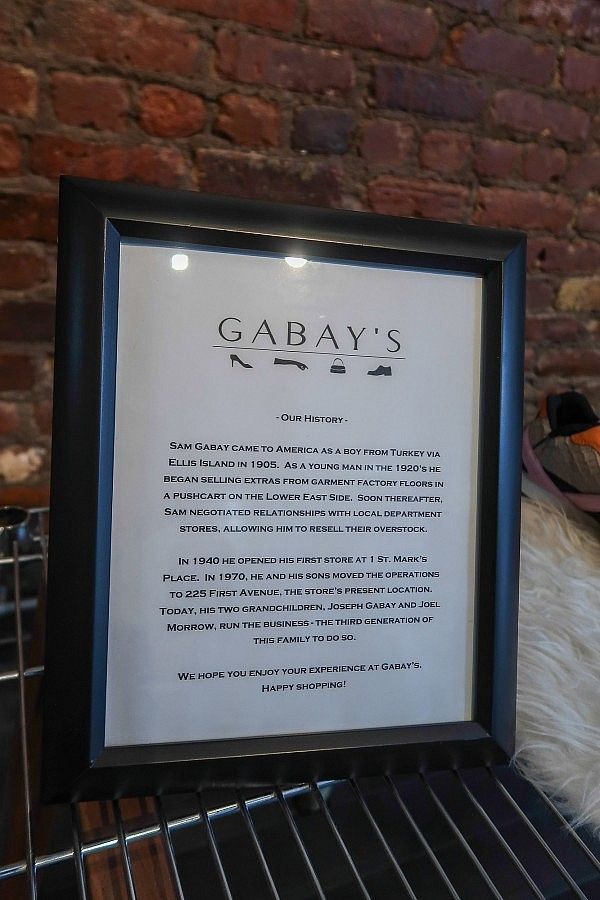 GABAY'S
- OUR HISTORY -
SAM GABAY CAME TO AMERICA AS A BOY FROM TURKEY VIA
ELLIS ISLAND IN 1905. AS A YOUNG MAN IN THE 1920'S HE
BEGAN SELLING EXTRAS FROM GARMENT FACTORY FLOORS IN
A PUSHCART ON THE LOWER EAST SIDE. SOON THEREAFTER,
SAM NEGOTIATED RELATIONSHIPS WITH LOCAL DEPARTMENT
STORES, ALLOWING HIM TO RESELL THEIR OVERSTOCK.
IN 1940 HE OPENED HIS FIRST STORE AT 1 ST. MARK'S
PLACE. IN 1970, HE AND HIS SONS MOVED THE OPERATIONS
TO 225 FIRST AVENUE, THE STORE'S PRESENT LOCATION.
TODAY, HIS TWO GRANDCHILDREN, JOSEPH GABAY AND JOEL
MORROW, RUN THE BUSINESS - THE THIRD GENERATION OF
THIS FAMILY TO DO SO.
WE HOPE YOU ENJOY YOUR EXPERIENCE AT GABAY'S.
HAPPY SHOPPING!